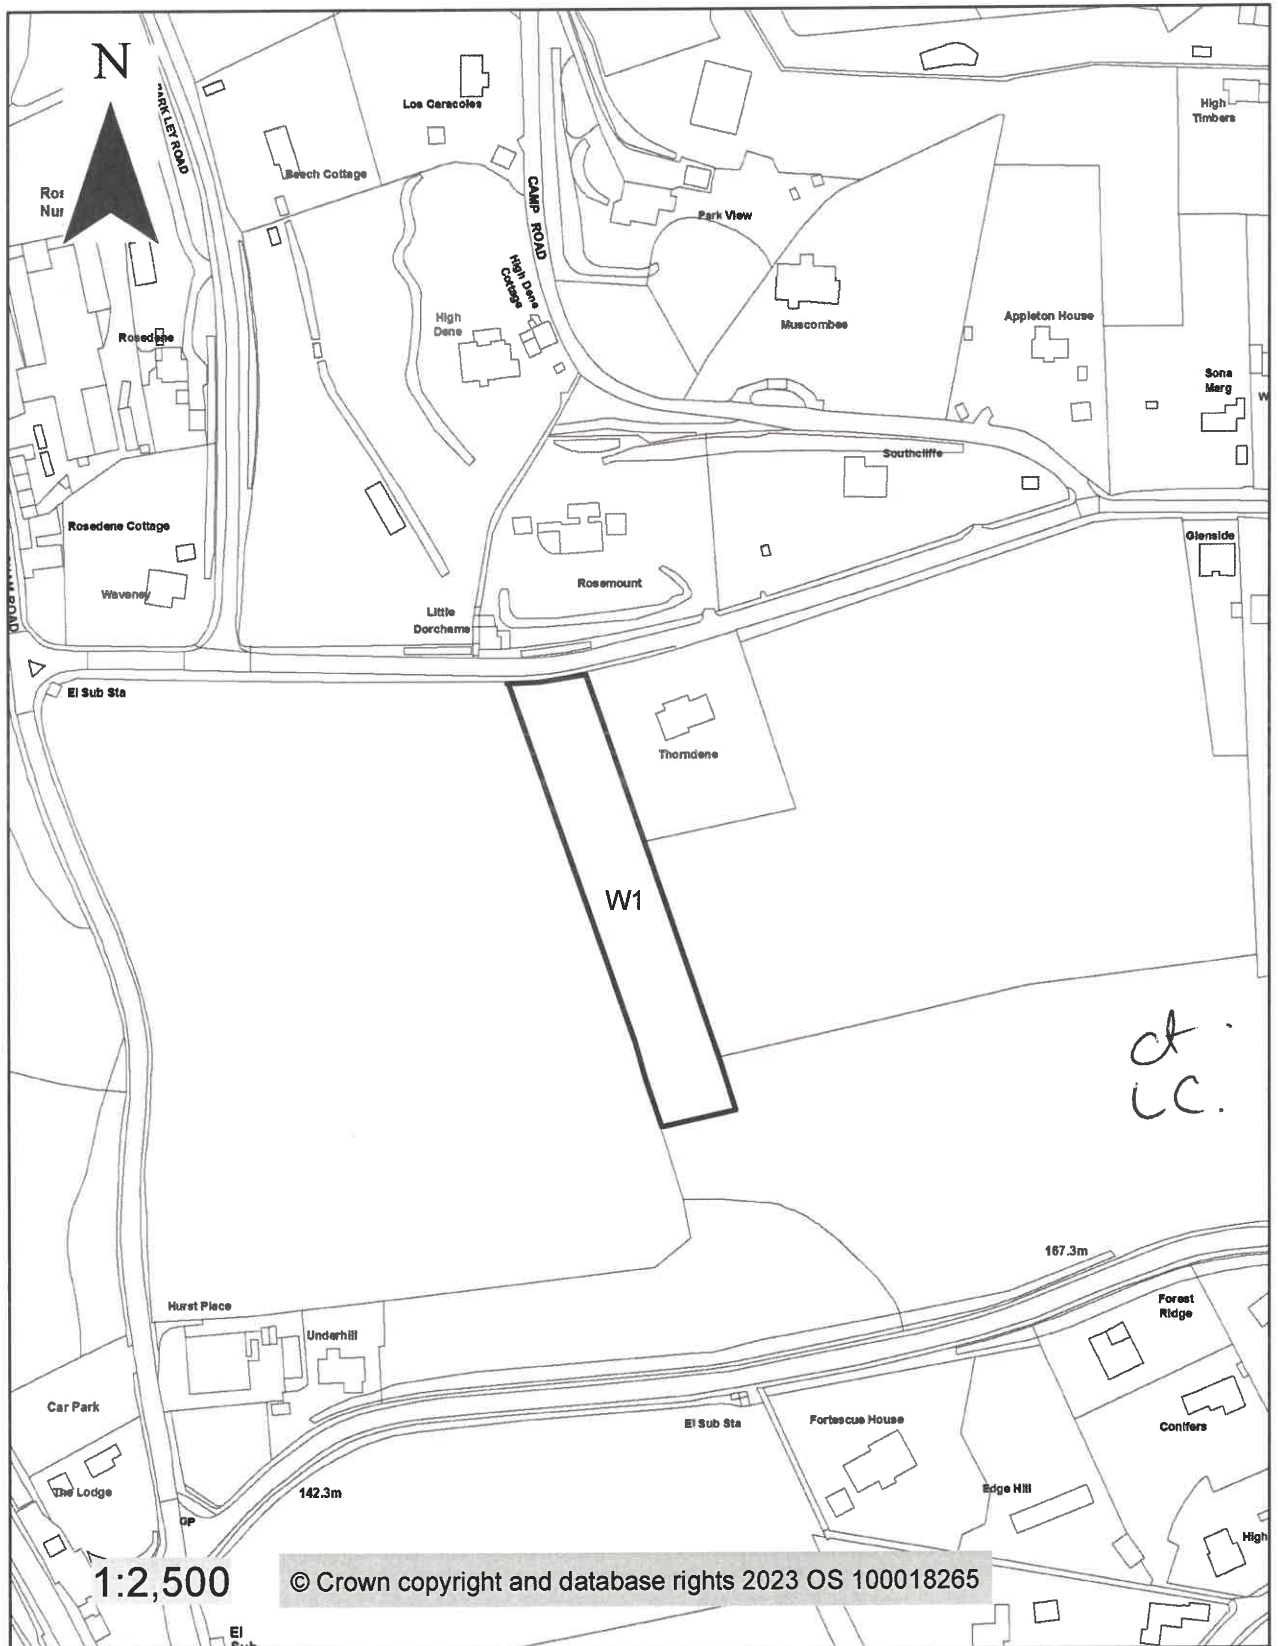 N
PARK LEY ROAD
Los Caracoles
High
Timbers
Beech Cottage
CAMP ROAD
Park View
High Dene
Cottage
High
Dene
Muscombes
Appleton House
Rosedene
Sona
Marg
W
Southcliffe
Rosedene Cottage
Glenside
Waveney
Rosemount
Little
Dorchams
ROAD
El Sub Sta
Thorndene
W1
167.3m
Hurst Place
Underhill
Forest
Ridge
Car Park
El Sub Sta
Fortescue House
Conifers
The Lodge
142.3m
Edge Hill
GP
High
1:2,500
© Crown copyright and database rights 2023 OS 100018265
El